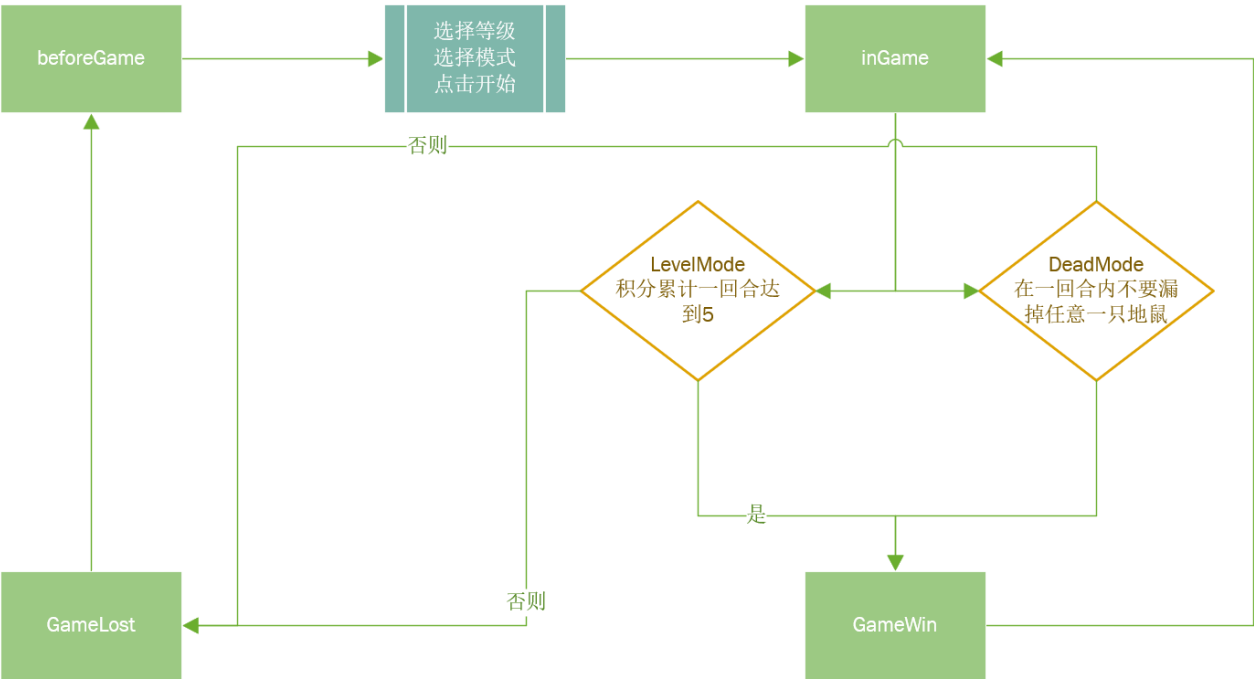 beforeGame
选择等级
选择模式
点击开始
inGame
否则
LevelMode
积分累计一回合达
到5
DeadMode
在一回合内不要漏
掉任意一只地鼠
是
否则
GameLost
GameWin